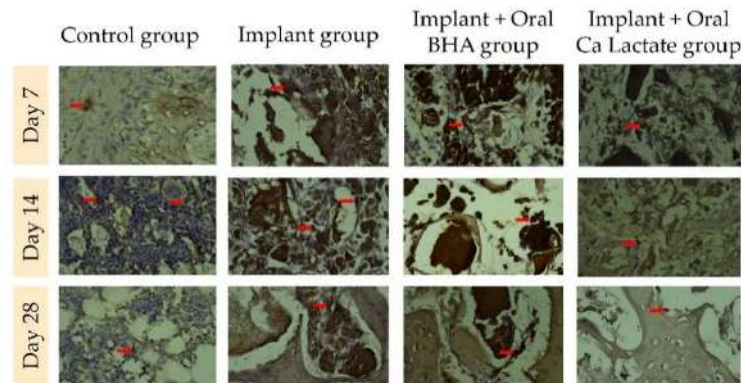 Control group
Implant group
Implant + Oral
BHA group
Implant + Oral
Ca Lactate group
Day 7
Day 14
Day 28